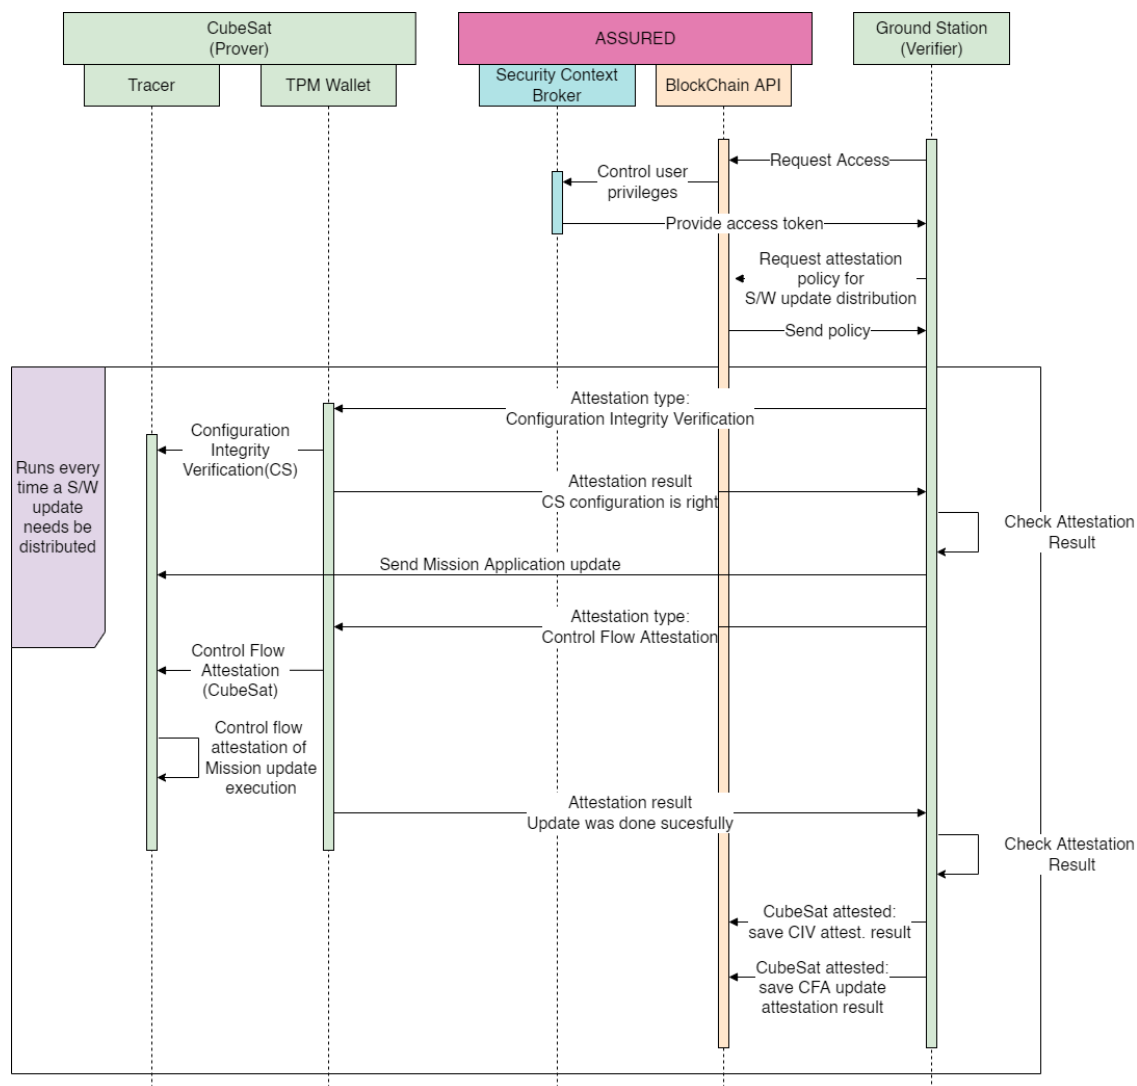 CubeSat
(Prover)
ASSURED
Ground Station
(Verifier)
Tracer
TPM Wallet
Security Context
Broker
BlockChain API
Request Access
Control user
privileges
Provide access token
Request attestation
policy for
S/W update distribution
Send policy
Runs every
time a S/W
update
needs be
distributed
Attestation type:
Configuration Integrity Verification
Configuration
Integrity
Verification(CS)
Attestation result
CS configuration is right
Check Attestation
Result
Send Mission Application update
Attestation type:
Control Flow Attestation
Control Flow
Attestation
(CubeSat)
Control flow
attestation of
Mission update
execution
Attestation result
Update was done sucesfully
Check Attestation
Result
CubeSat attested:
save CIV attest. result
CubeSat attested:
save CFA update
attestation result